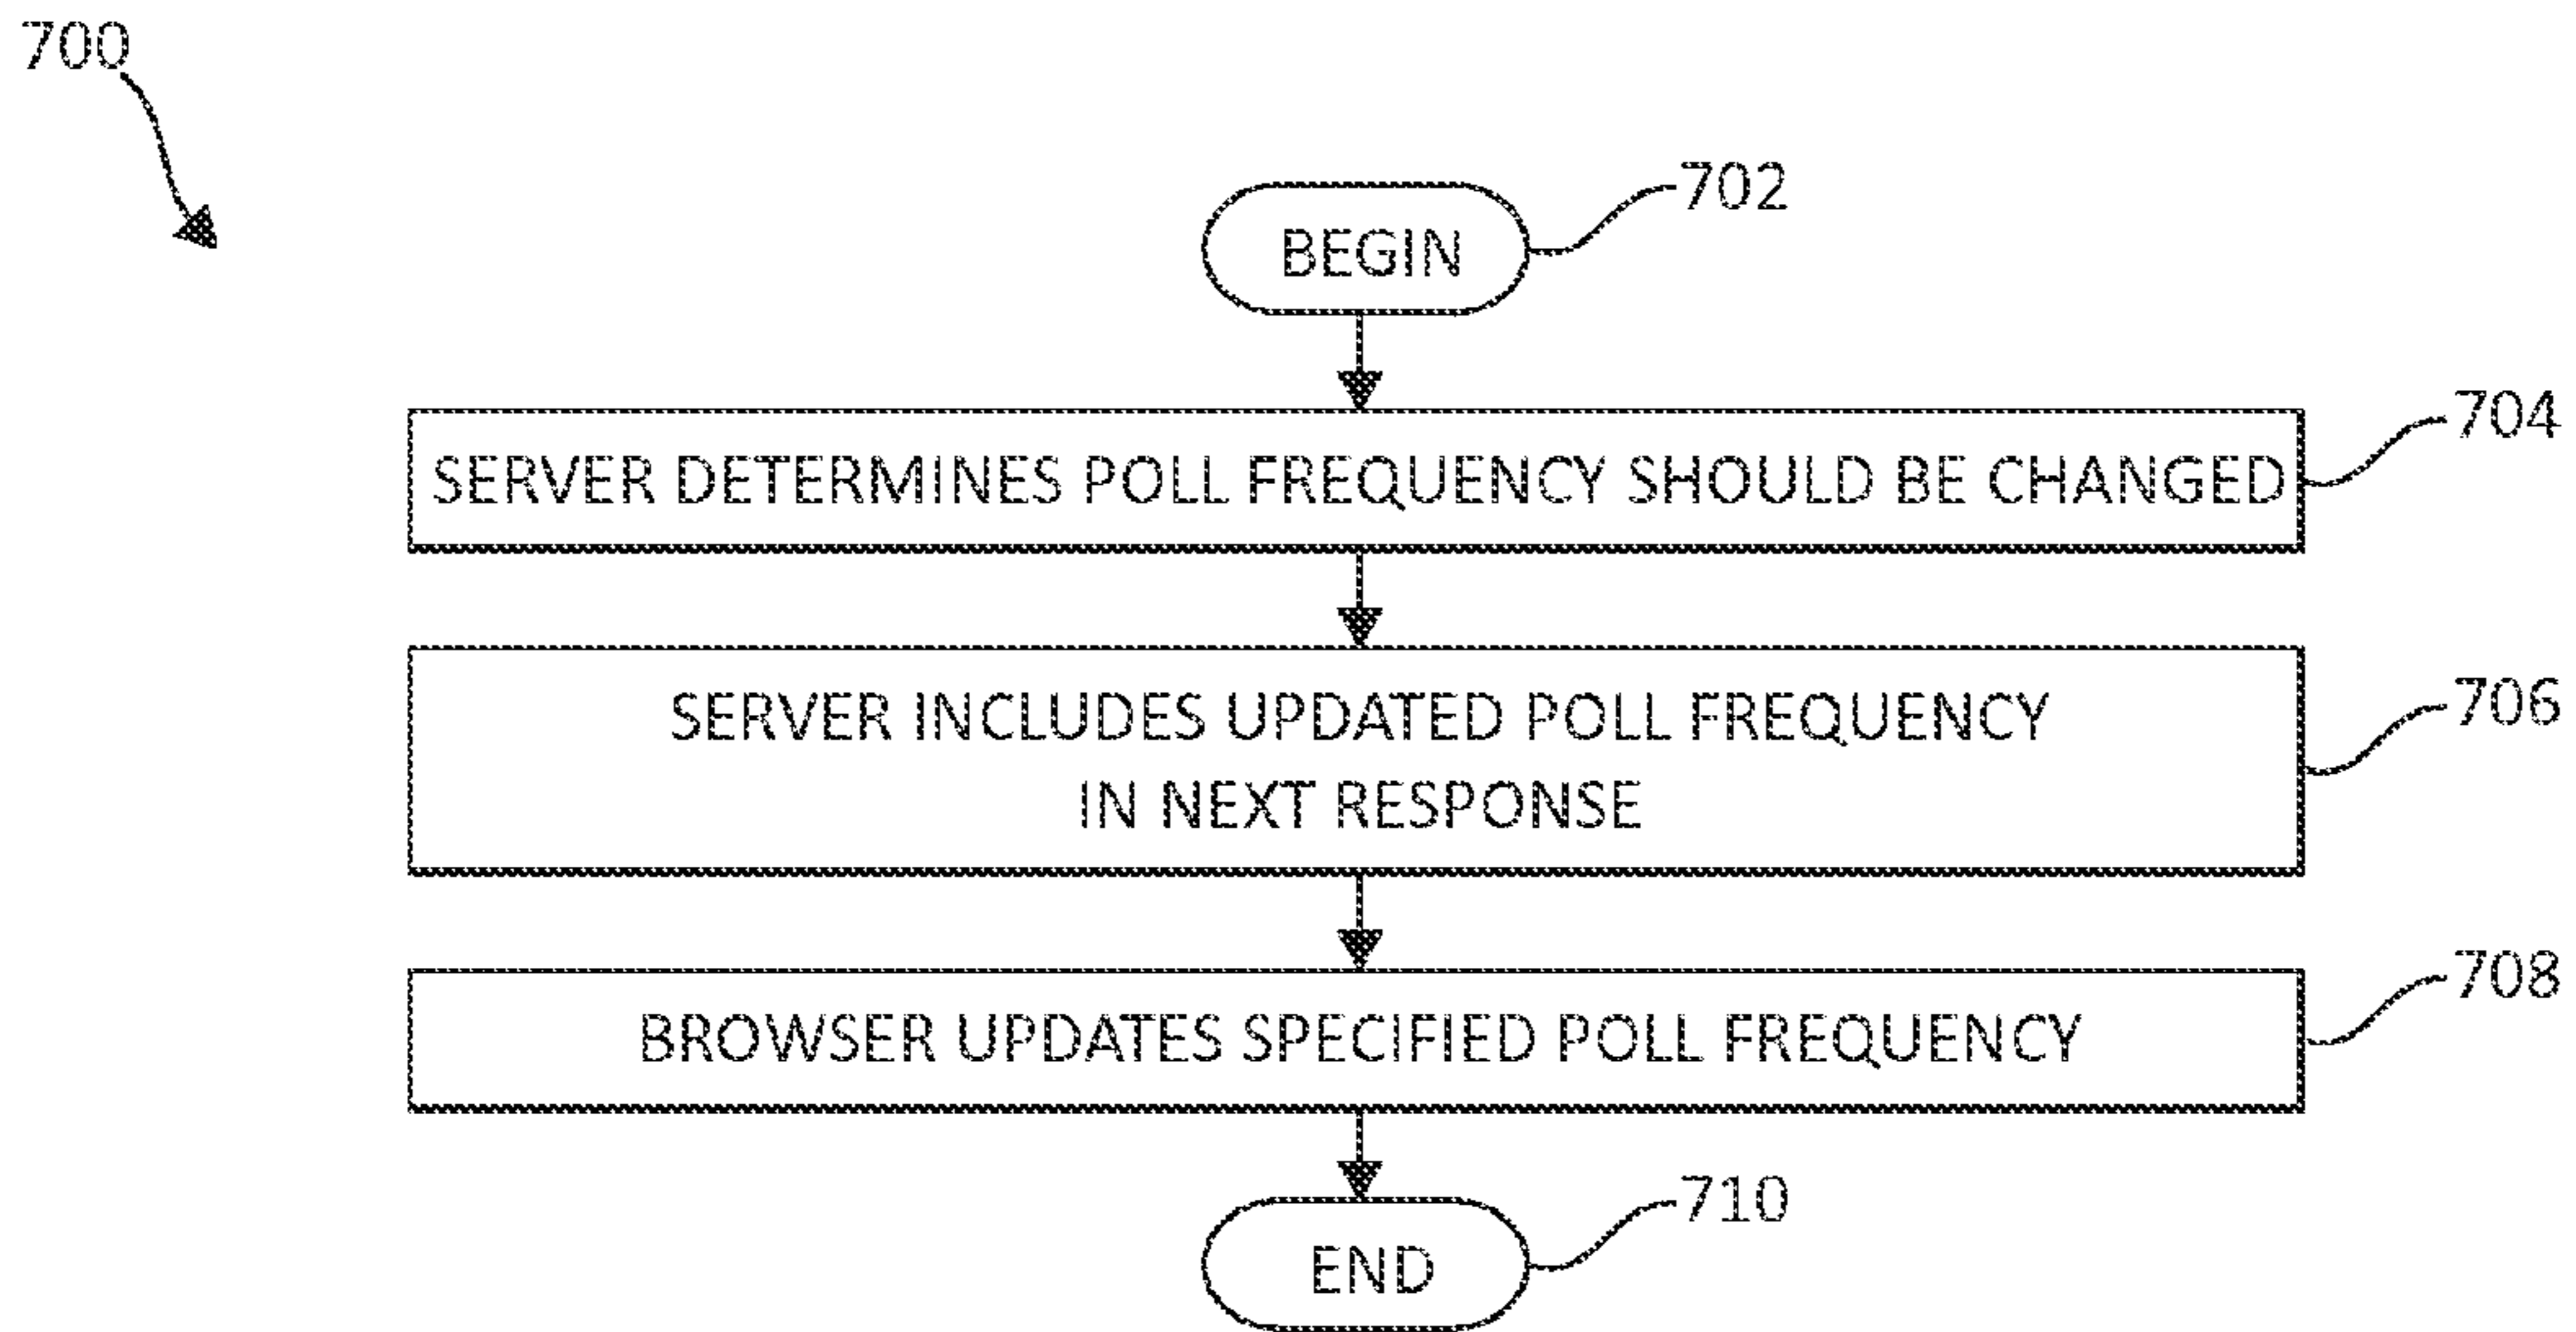 700
702
BEGIN
704
SERVER DETERMINES POLL FREQUENCY SHOULD BE CHANGED
706
SERVER INCLUDES UPDATED POLL FREQUENCY
IN NEXT RESPONSE
708
BROWSER UPDATES SPECIFIED POLL FREQUENCY
710
END